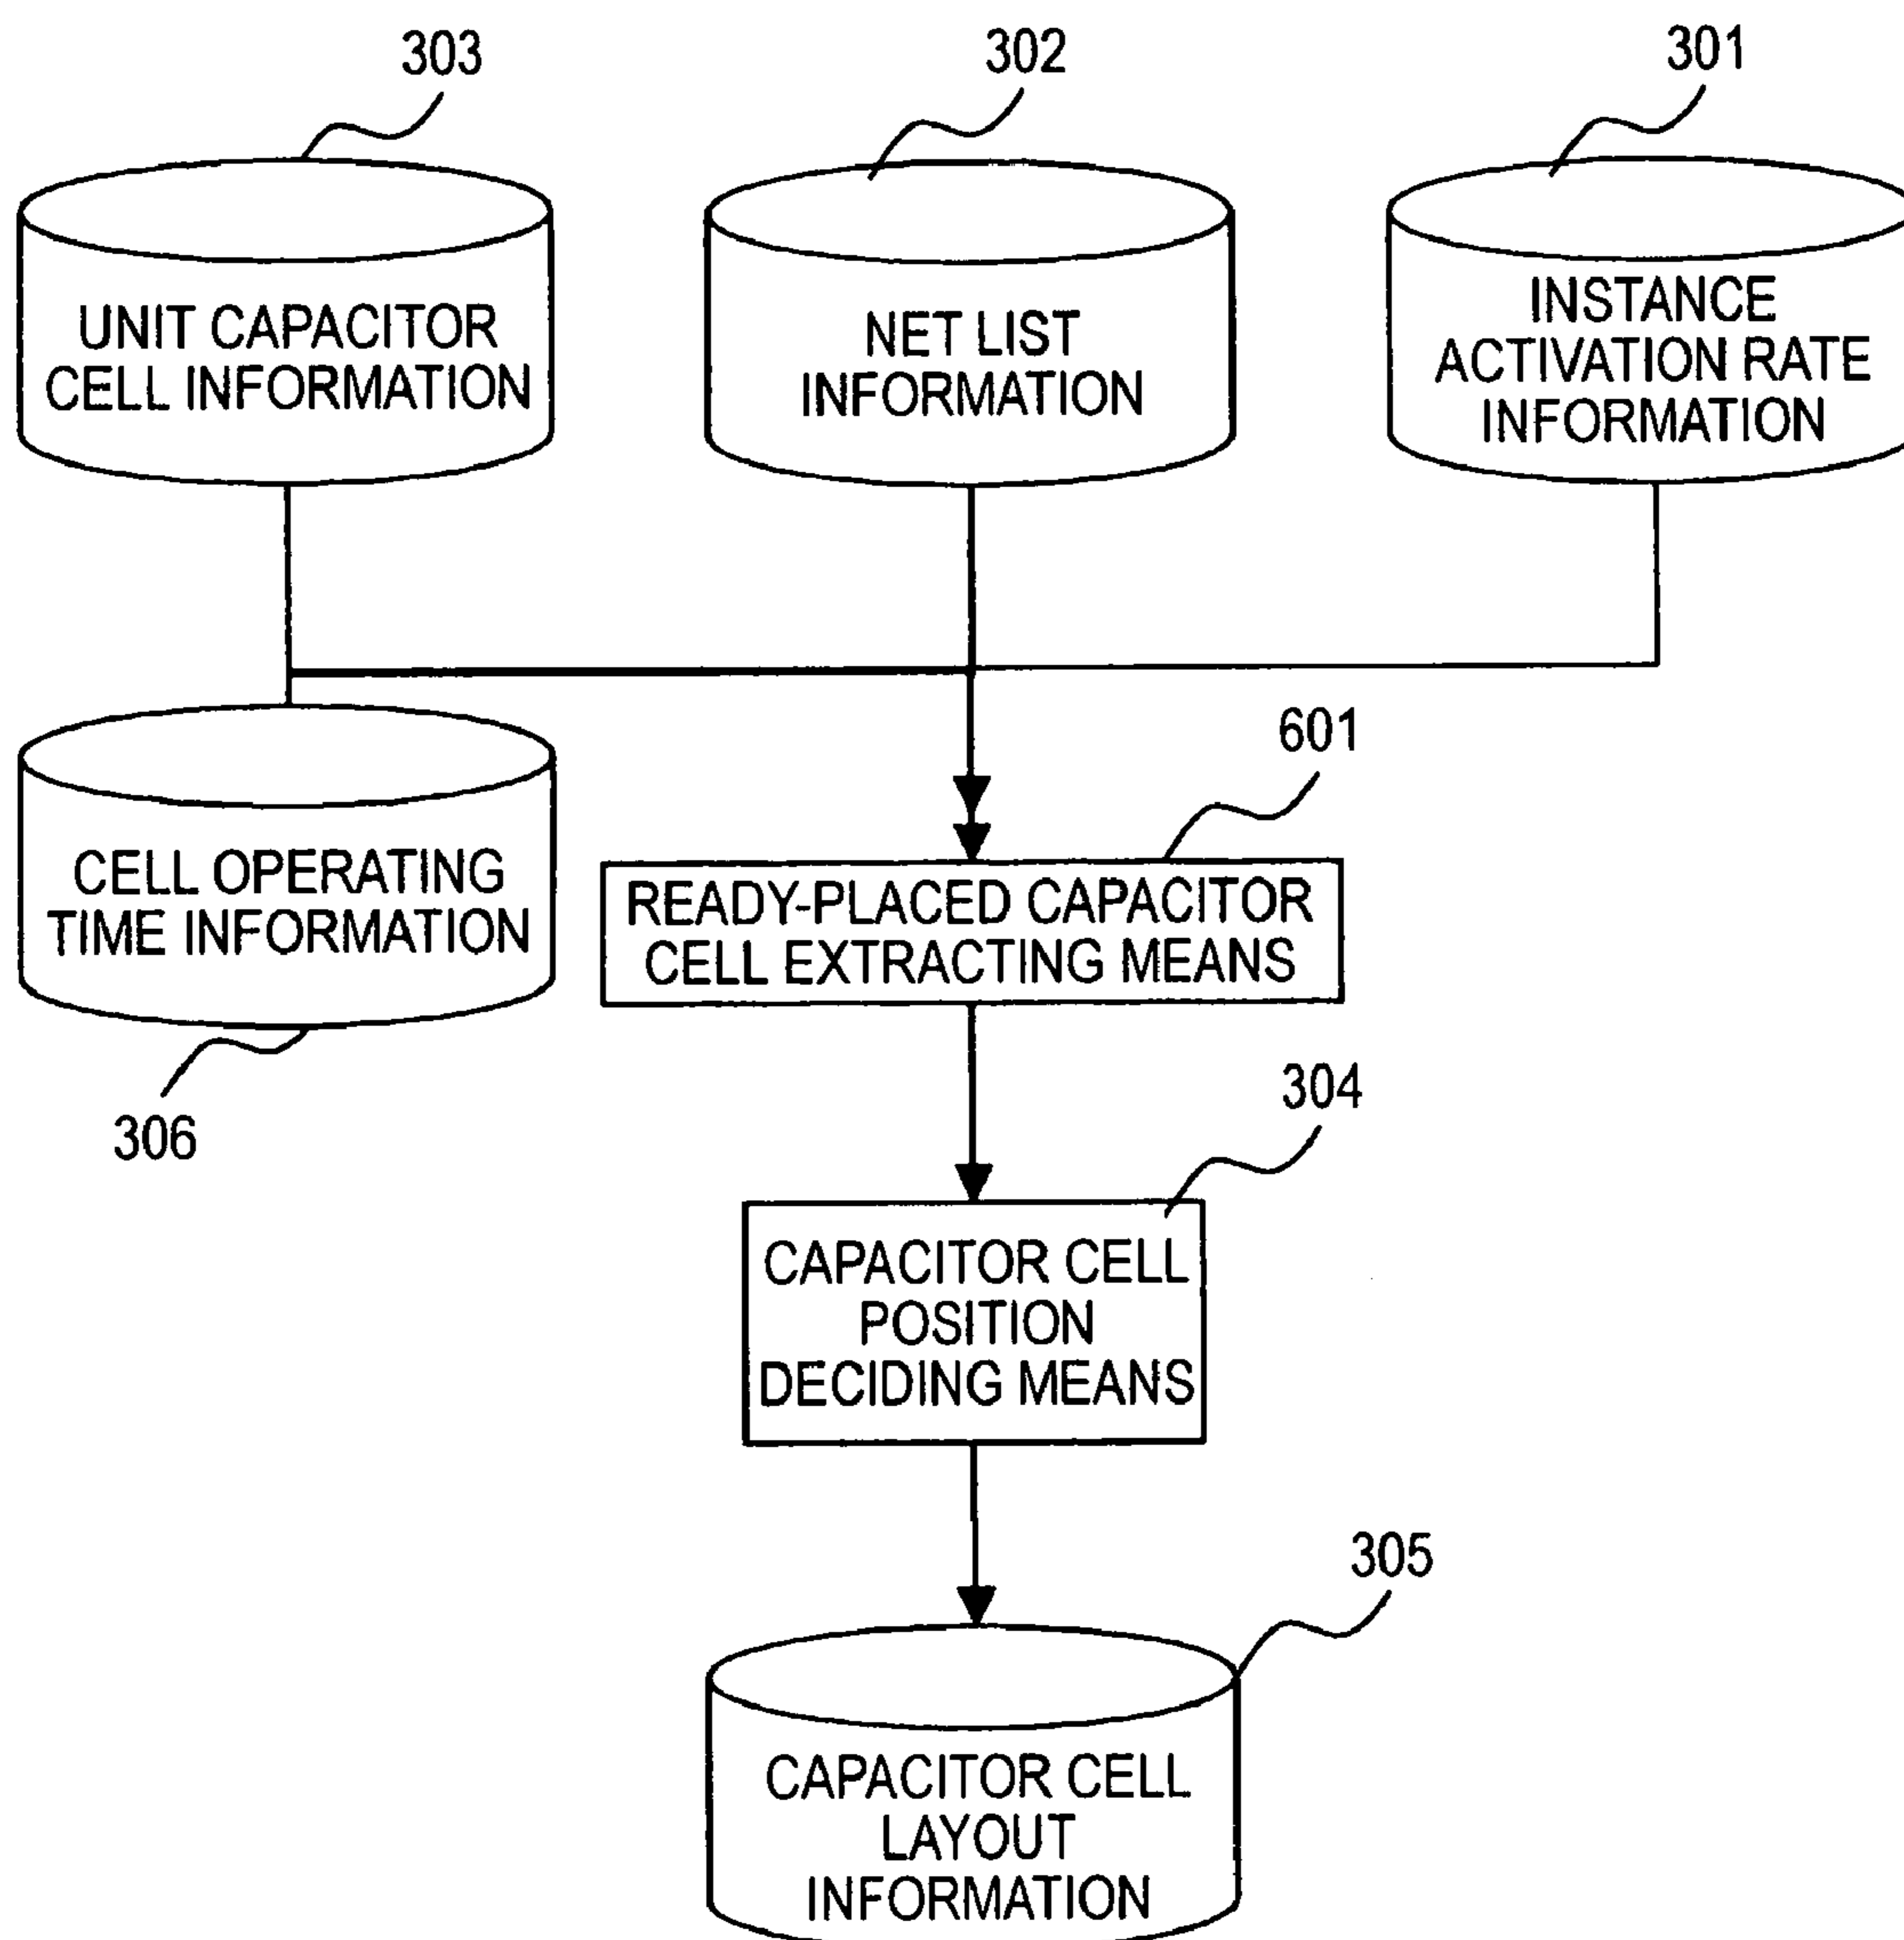 303
302
301
UNIT CAPACITOR
CELL INFORMATION
NET LIST
INFORMATION
INSTANCE
ACTIVATION RATE
INFORMATION
601
CELL OPERATING
TIME INFORMATION
READY-PLACED CAPACITOR
CELL EXTRACTING MEANS
306
304
CAPACITOR CELL
POSITION
DECIDING MEANS
305
CAPACITOR CELL
LAYOUT
INFORMATION